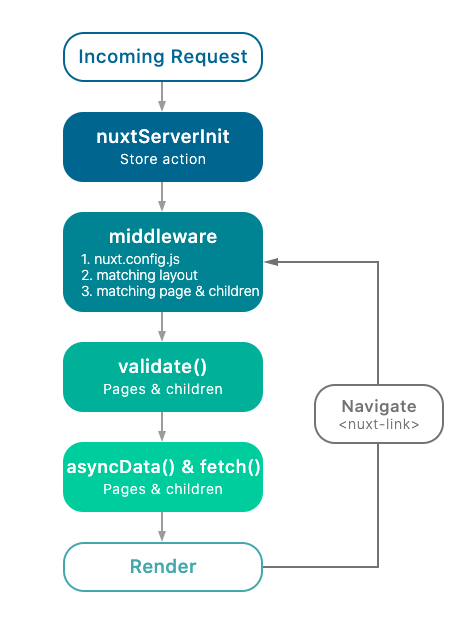 Incoming Request
nuxtServerInit
Store action
middleware
1. nuxt.config.js
2. matching layout
3. matching page & children
validate()
Pages & children
Navigate
<nuxt-link>
asyncData() & fetch()
Pages & children
Render